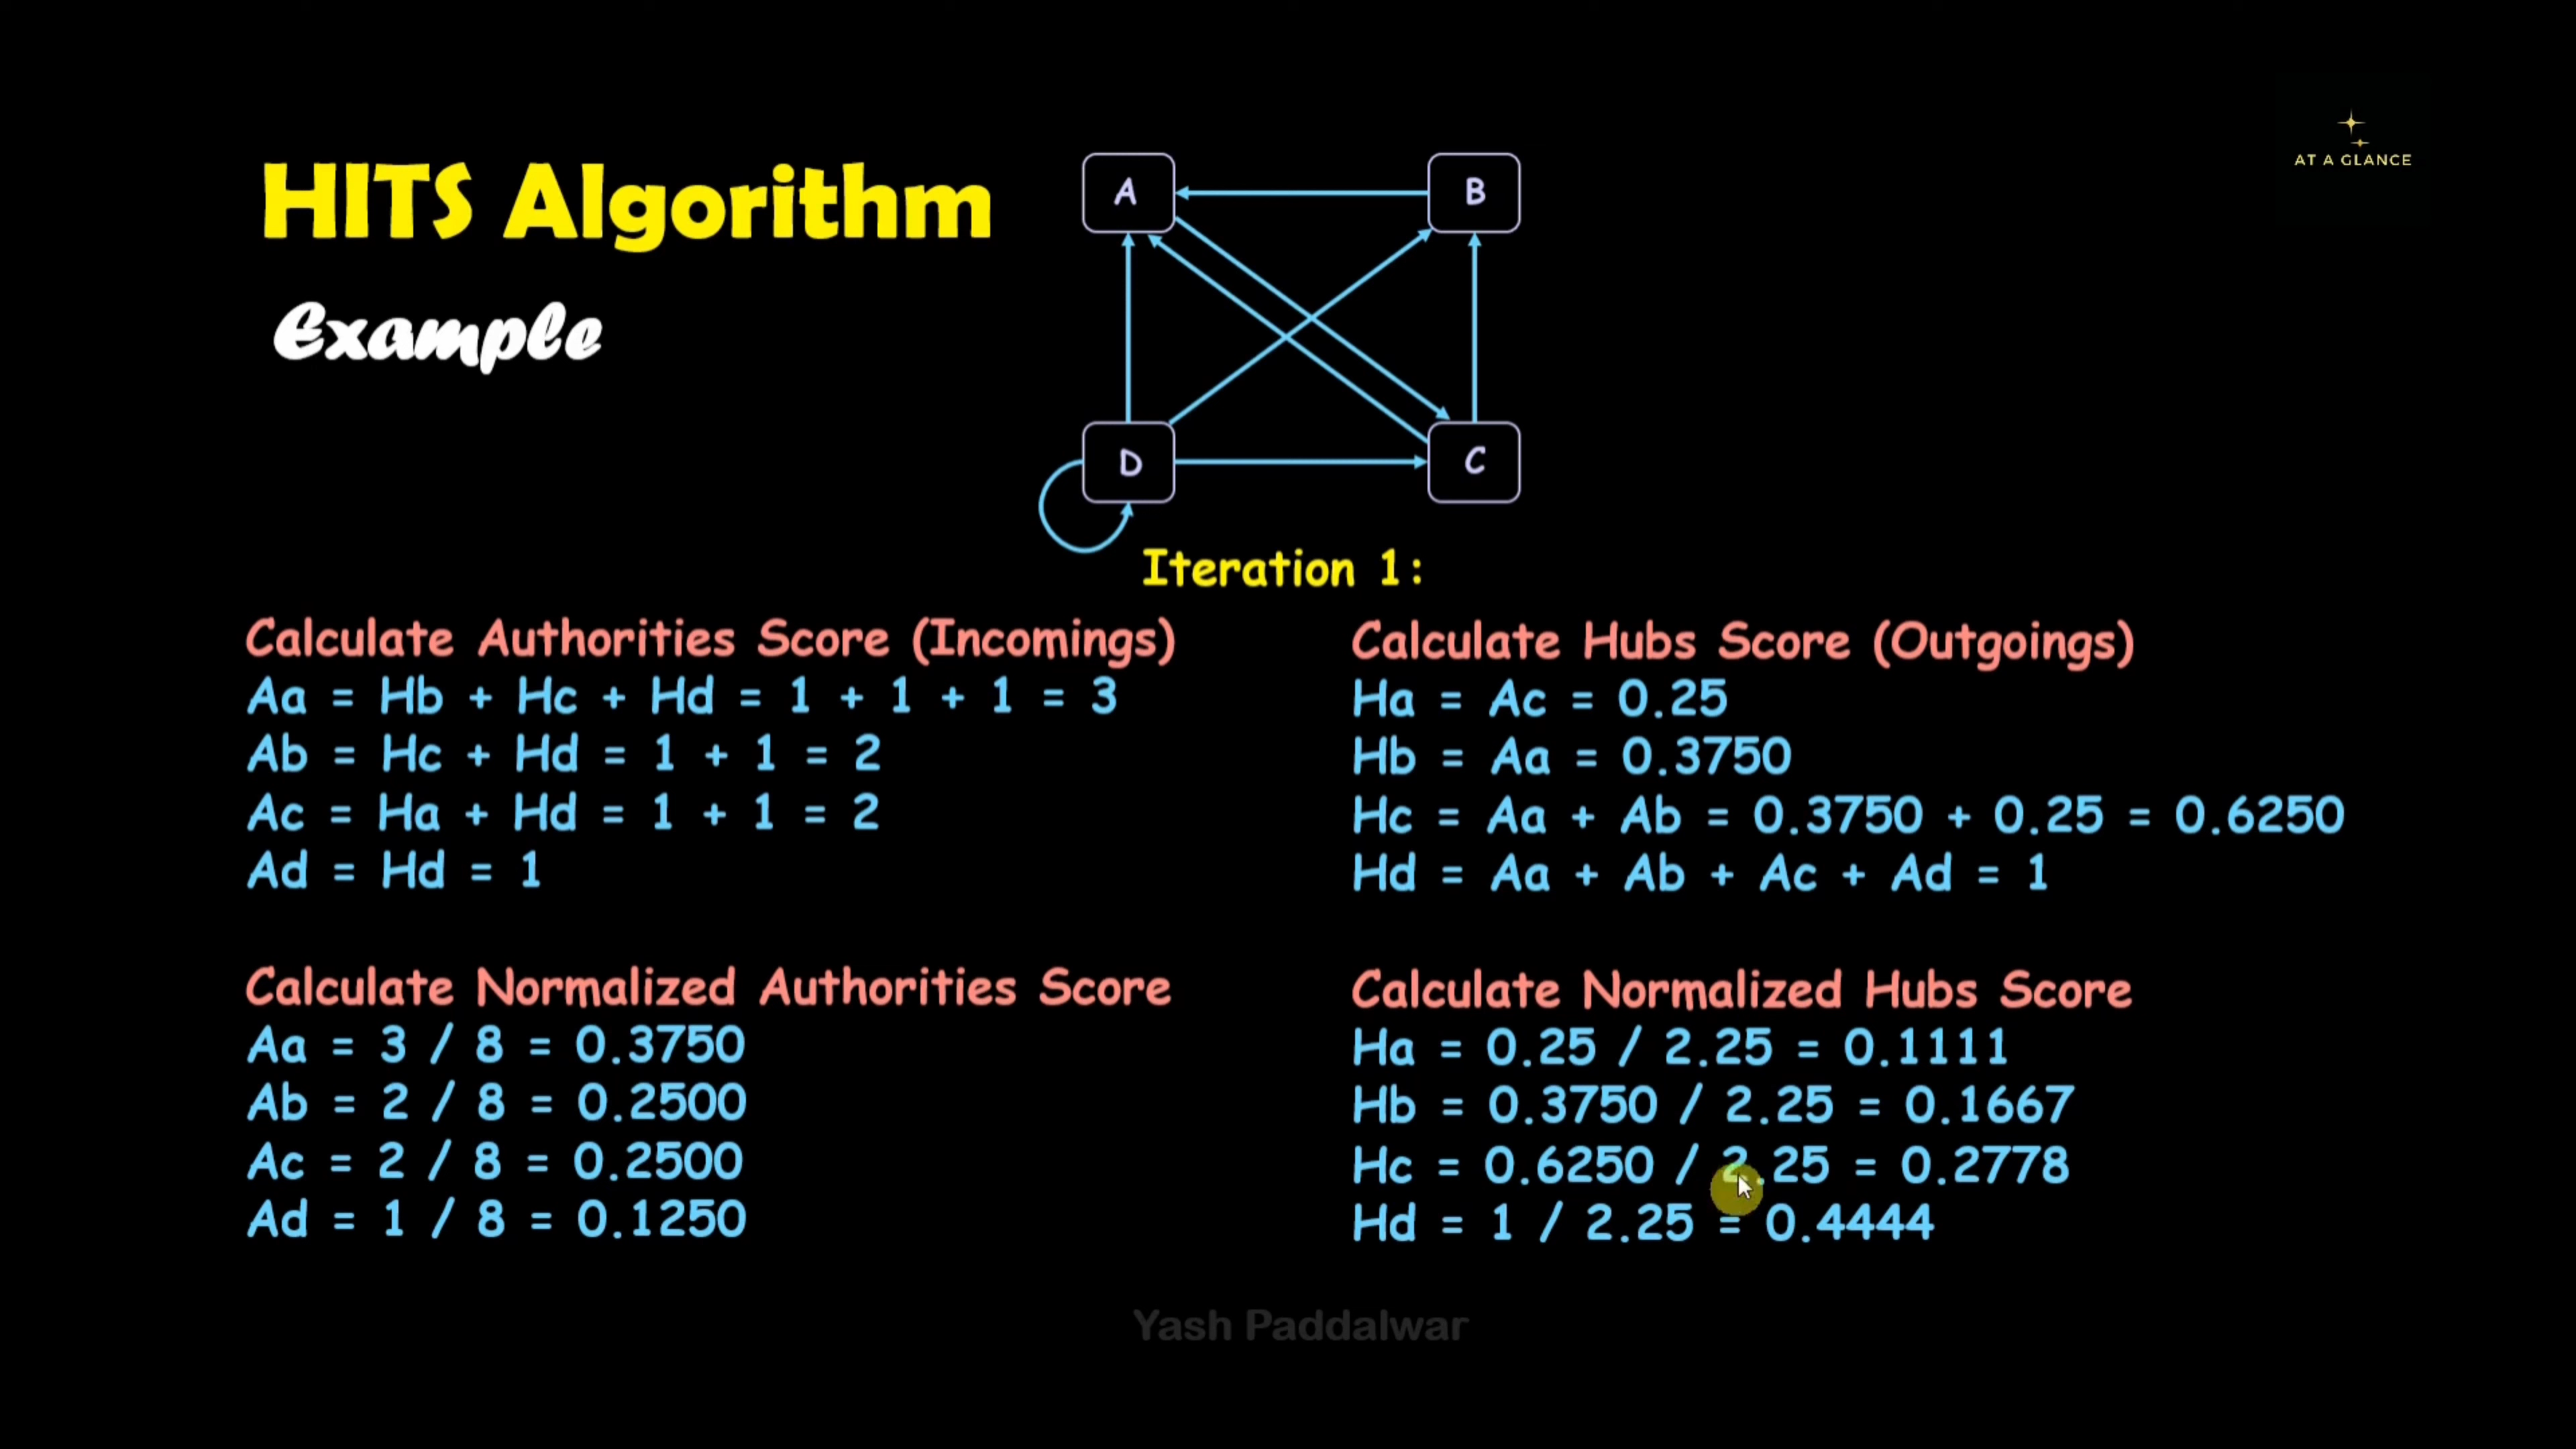 AT A GLANCE
HITS Algorithm
Example
A
B
D
C
Iteration 1:
Calculate Authorities Score (Incomings)
Aa = Hb + Hc + Hd = 1 + 1 + 1 = 3
Ab = Hc + Hd = 1 + 1 = 2
Ac = Ha + Hd = 1 + 1 = 2
Ad = Hd = 1
Calculate Hubs Score (Outgoings)
Ha = Ac = 0.25
Hb = Aa = 0.3750
Hc = Aa + Ab = 0.3750 + 0.25 = 0.6250
Hd = Aa + Ab + Ac + Ad = 1
Calculate Normalized Authorities Score
Aa = 3 / 8 = 0.3750
Ab = 2 / 8 = 0.2500
Ac = 2 / 8 = 0.2500
Ad = 1 / 8 = 0.1250
Calculate Normalized Hubs Score
Ha = 0.25 / 2.25 = 0.1111
Hb = 0.3750 / 2.25 = 0.1667
Hc = 0.6250 / 2.25 = 0.2778
Hd = 1 / 2.25 = 0.4444
Yash Paddalwar